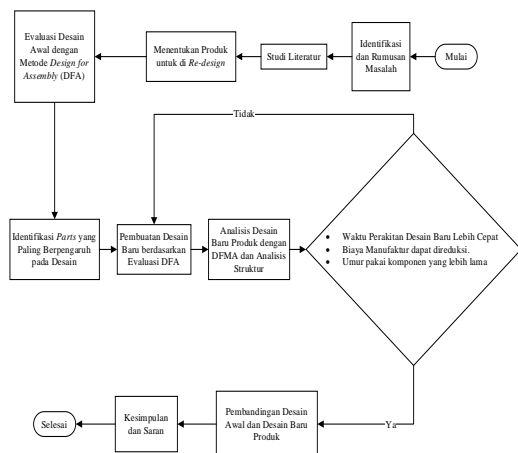 Mulai
Identifikasi
dan Rumusan
Masalah
Studi Literatur
Menentukan Produk
untuk di Re-design
Evaluasi Desain
Awal dengan
Metode Design for
Assembly (DFA)
Identifikasi Parts yang
Paling Berpengaruh
pada Desain
Pembuatan Desain
Baru berdasarkan
Evaluasi DFA
Analisis Desain
Baru Produk dengan
DFMA dan Analisis
Struktur
• Waktu Perakitan Desain Baru Lebih Cepat
• Biaya Manufaktur dapat direduksi.
• Umur pakai komponen yang lebih lama
Tidak
Ya
Pembandingan Desain
Awal dan Desain Baru
Produk
Kesimpulan
dan Saran
Selesai